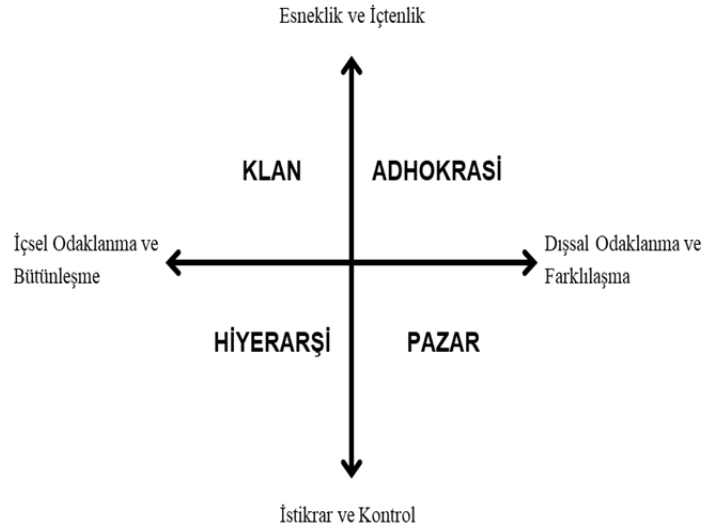 Esneklik ve İçtenlik
KLAN
ADHOKRASİ
İçsel Odaklanma ve
Bütünleşme
Dışsal Odaklanma ve
Farklılaşma
HİYERARŞİ
PAZAR
İstikrar ve Kontrol